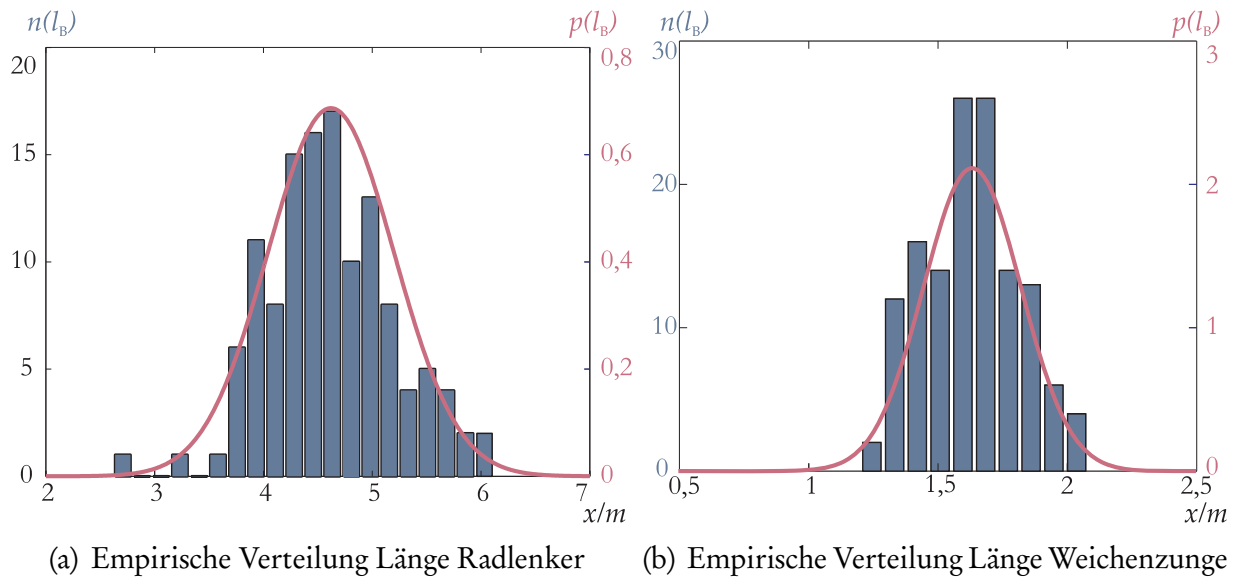 n(l_B) p(l_B)
20 0,8
15 0,6
10 0,4
5 0,2
0 0
2 3 4 5 6 7
x/m
(a) Empirische Verteilung Länge Radlenker
n(l_B) p(l_B)
30 3
20 2
10 1
0 0
0,5 1 1,5 2 2,5
x/m
(b) Empirische Verteilung Länge Weichenzunge